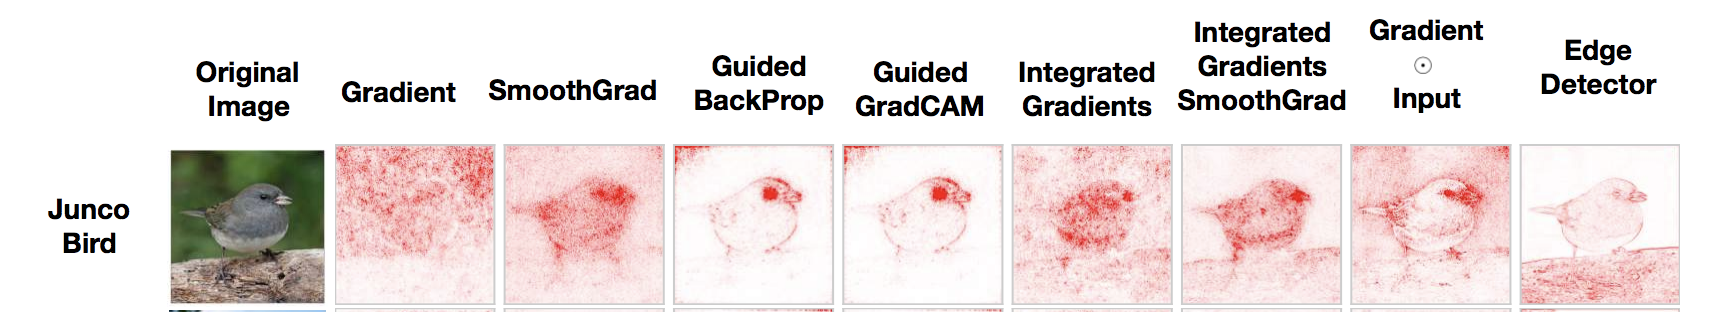 Original
Image
Gradient
SmoothGrad
Guided
BackProp
Guided
GradCAM
Integrated
Gradients
Integrated
Gradients
SmoothGrad
Gradient
⊙
Input
Edge
Detector
Junco
Bird